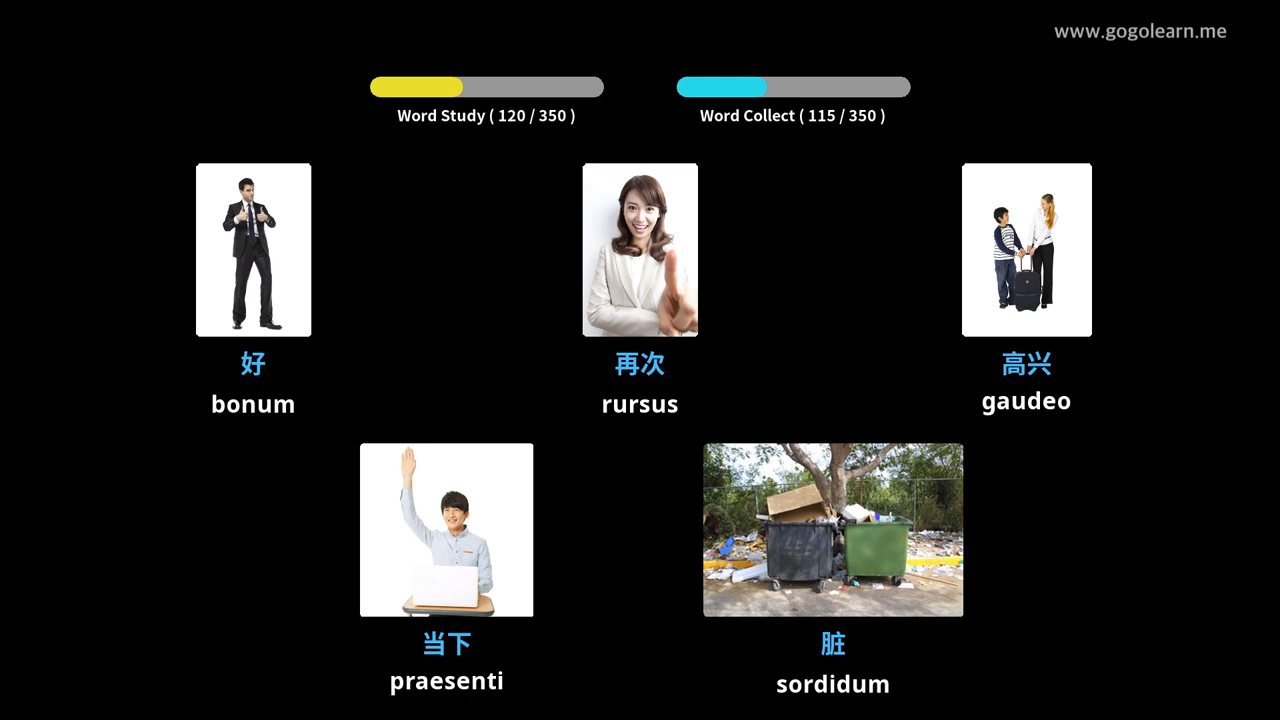 www.gogolearn.me
Word Study ( 120 / 350 )
Word Collect ( 115 / 350 )
好
bonum
再次
rursus
高兴
gaudeo
当下
praesenti
脏
sordidum